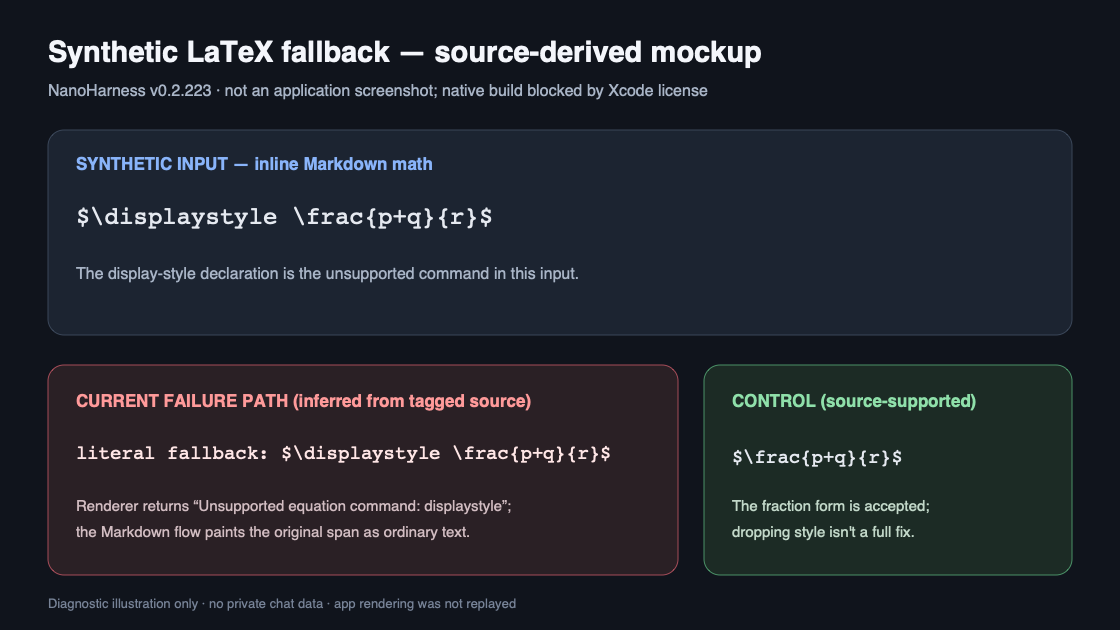 Synthetic LaTeX fallback — source-derived mockup
NanoHarness v0.2.223 · not an application screenshot; native build blocked by Xcode license
SYNTHETIC INPUT — inline Markdown math
$\displaystyle \frac{p+q}{r}$
The display-style declaration is the unsupported command in this input.
CURRENT FAILURE PATH (inferred from tagged source)
literal fallback: $\displaystyle \frac{p+q}{r}$
Renderer returns “Unsupported equation command: displaystyle”;
the Markdown flow paints the original span as ordinary text.
CONTROL (source-supported)
$\frac{p+q}{r}$
The fraction form is accepted;
dropping style isn't a full fix.
Diagnostic illustration only · no private chat data · app rendering was not replayed